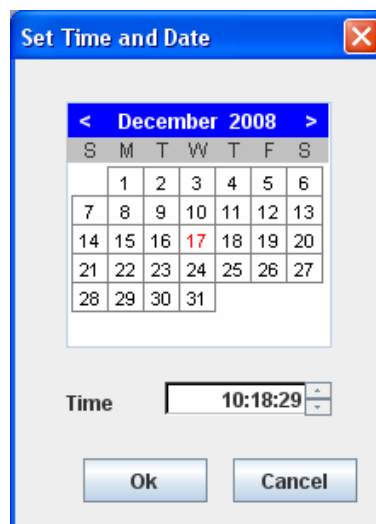 Set Time and Date
< December 2008 >
S M T W T F S
1 2 3 4 5 6
7 8 9 10 11 12 13
14 15 16 17 18 19 20
21 22 23 24 25 26 27
28 29 30 31
Time 10:18:29
Ok Cancel